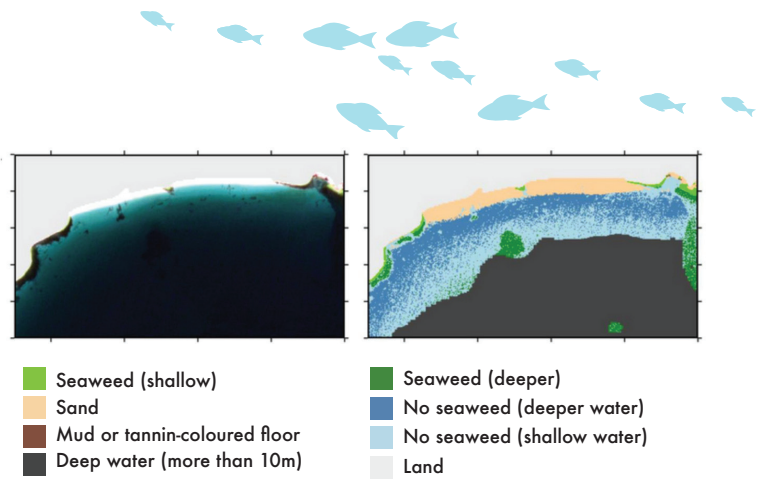 Seaweed (shallow)
Sand
Mud or tannin-coloured floor
Deep water (more than 10m)
Seaweed (deeper)
No seaweed (deeper water)
No seaweed (shallow water)
Land